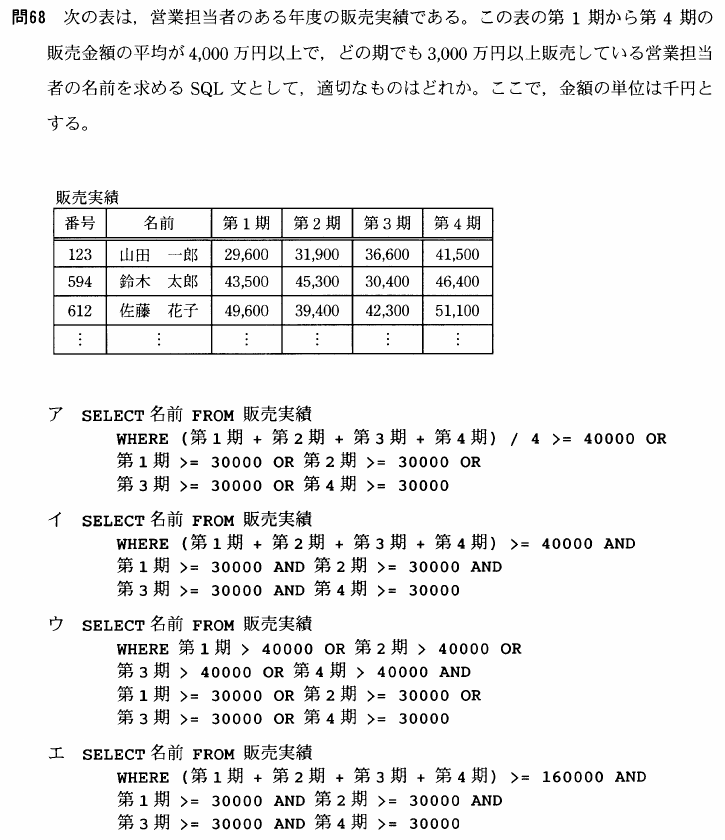 問68 次の表は，営業担当者のある年度の販売実績である。この表の第 1 期から第 4 期の
販売金額の平均が 4,000 万円以上で，どの期でも 3,000 万円以上販売している営業担当
者の名前を求める SQL 文として，適切なものはどれか。ここで，金額の単位は千円と
する。
販売実績
番号 名前 第 1 期 第 2 期 第 3 期 第 4 期
123 山田 一郎 29,600 31,900 36,600 41,500
594 鈴木 太郎 43,500 45,300 30,400 46,400
612 佐藤 花子 49,600 39,400 42,300 51,100
⋮ ⋮ ⋮ ⋮ ⋮ ⋮
ア SELECT 名前 FROM 販売実績
WHERE (第 1 期 + 第 2 期 + 第 3 期 + 第 4 期) / 4 >= 40000 OR
第 1 期 >= 30000 OR 第 2 期 >= 30000 OR
第 3 期 >= 30000 OR 第 4 期 >= 30000
イ SELECT 名前 FROM 販売実績
WHERE (第 1 期 + 第 2 期 + 第 3 期 + 第 4 期) >= 40000 AND
第 1 期 >= 30000 AND 第 2 期 >= 30000 AND
第 3 期 >= 30000 AND 第 4 期 >= 30000
ウ SELECT 名前 FROM 販売実績
WHERE 第 1 期 > 40000 OR 第 2 期 > 40000 OR
第 3 期 > 40000 OR 第 4 期 > 40000 AND
第 1 期 >= 30000 OR 第 2 期 >= 30000 OR
第 3 期 >= 30000 OR 第 4 期 >= 30000
エ SELECT 名前 FROM 販売実績
WHERE (第 1 期 + 第 2 期 + 第 3 期 + 第 4 期) >= 160000 AND
第 1 期 >= 30000 AND 第 2 期 >= 30000 AND
第 3 期 >= 30000 AND 第 4 期 >= 30000